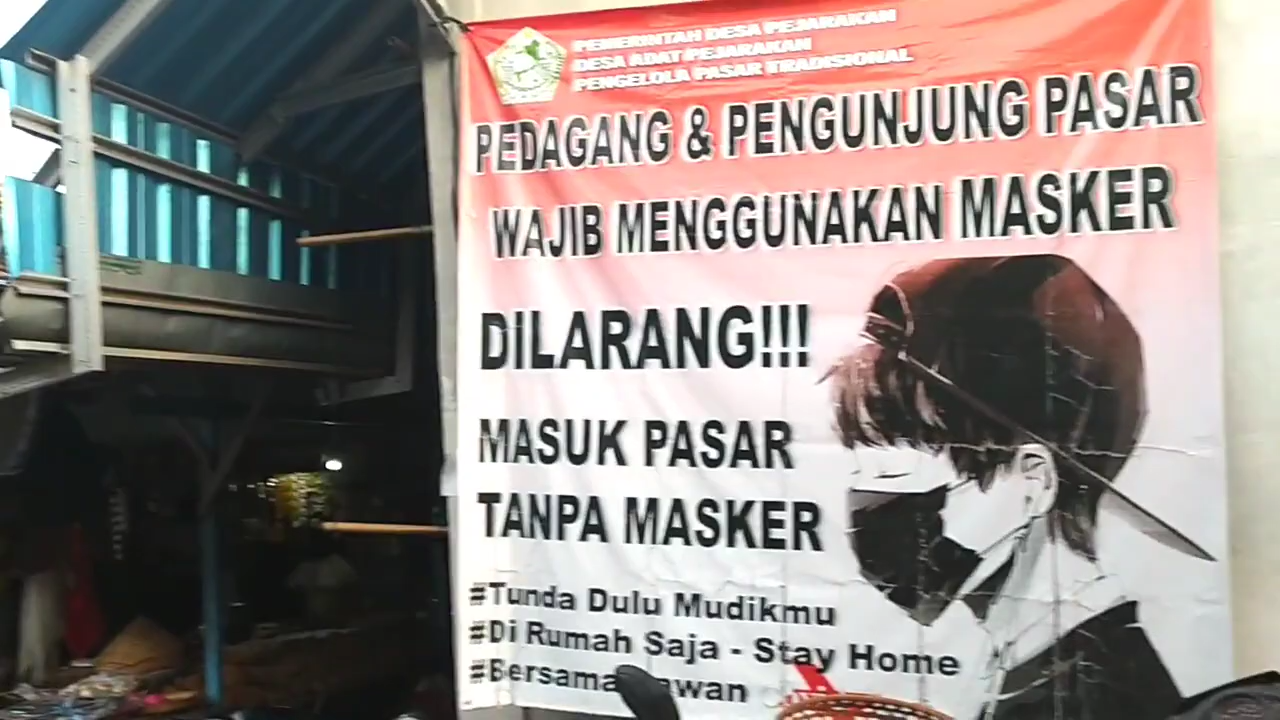 PEMERINTAH DESA PEJARAKAN
DESA ADAT PEJARAKAN
PENGELOLA PASAR TRADISIONAL
PEDAGANG & PENGUNJUNG PASAR
WAJIB MENGGUNAKAN MASKER
DILARANG!!!
MASUK PASAR
TANPA MASKER
#Tunda Dulu Mudikmu
#Di Rumah Saja - Stay Home
#Bersama